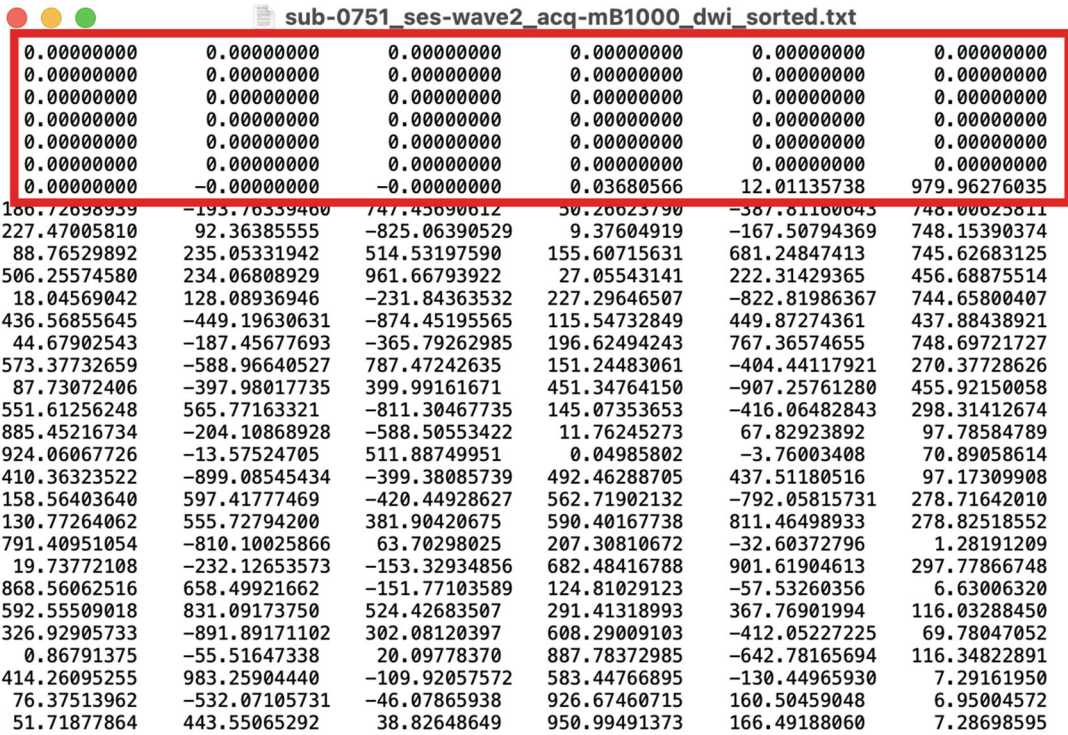 sub-0751_ses-wave2_acq-mB1000_dwi_sorted.txt
0.00000000 0.00000000 0.00000000 0.00000000 0.00000000 0.00000000
0.00000000 0.00000000 0.00000000 0.00000000 0.00000000 0.00000000
0.00000000 0.00000000 0.00000000 0.00000000 0.00000000 0.00000000
0.00000000 0.00000000 0.00000000 0.00000000 0.00000000 0.00000000
0.00000000 0.00000000 0.00000000 0.00000000 0.00000000 0.00000000
0.00000000 0.00000000 0.00000000 0.00000000 0.00000000 0.00000000
0.00000000 -0.00000000 -0.00000000 0.03680566 12.01135738 979.96276035
186.72698939 -193.76339460 747.45690612 50.26623790 -387.81160643 748.00625811
227.47005810 92.36385555 -825.06390529 9.37604919 -167.50794369 748.15390374
88.76529892 235.05331942 514.53197590 155.60715631 681.24847413 745.62683125
506.25574580 234.06808929 961.66793922 27.05543141 222.31429365 456.68875514
18.04569042 128.08936946 -231.84363532 227.29646507 -822.81986367 744.65800407
436.56855645 -449.19630631 -874.45195565 115.54732849 449.87274361 437.88438921
44.67902543 -187.45677693 -365.79262985 196.62494243 767.36574655 748.69721727
573.37732659 -588.96640527 787.47242635 151.24483061 -404.44117921 270.37728626
87.73072406 -397.98017735 399.99161671 451.34764150 -907.25761280 455.92150058
551.61256248 565.77163321 -811.30467735 145.07353653 -416.06482843 298.31412674
885.45216734 -204.10868928 -588.50553422 11.76245273 67.82923892 97.78584789
924.06067726 -13.57524705 511.88749951 0.04985802 -3.76003408 70.89058614
410.36323522 -899.08545434 -399.38085739 492.46288705 437.51180516 97.17309908
158.56403640 597.41777469 -420.44928627 562.71902132 -792.05815731 278.71642010
130.77264062 555.72794200 381.90420675 590.40167738 811.46498933 278.82518552
791.40951054 -810.10025866 63.70298025 207.30810672 -32.60372796 1.28191209
19.73772108 -232.12653573 -153.32934856 682.48416788 901.61904613 297.77866748
868.56062516 658.49921662 -151.77103589 124.81029123 -57.53260356 6.63006320
592.55509018 831.09173750 524.42683507 291.41318993 367.76901994 116.03288450
326.92905733 -891.89171102 302.08120397 608.29009103 -412.05227225 69.78047052
0.86791375 -55.51647338 20.09778370 887.78372985 -642.78165694 116.34822891
414.26095255 983.25904440 -109.92057572 583.44766895 -130.44965930 7.29161950
76.37513962 -532.07105731 -46.07865938 926.67460715 160.50459048 6.95004572
51.71877864 443.55065292 38.82648649 950.99491373 166.49188060 7.28698595